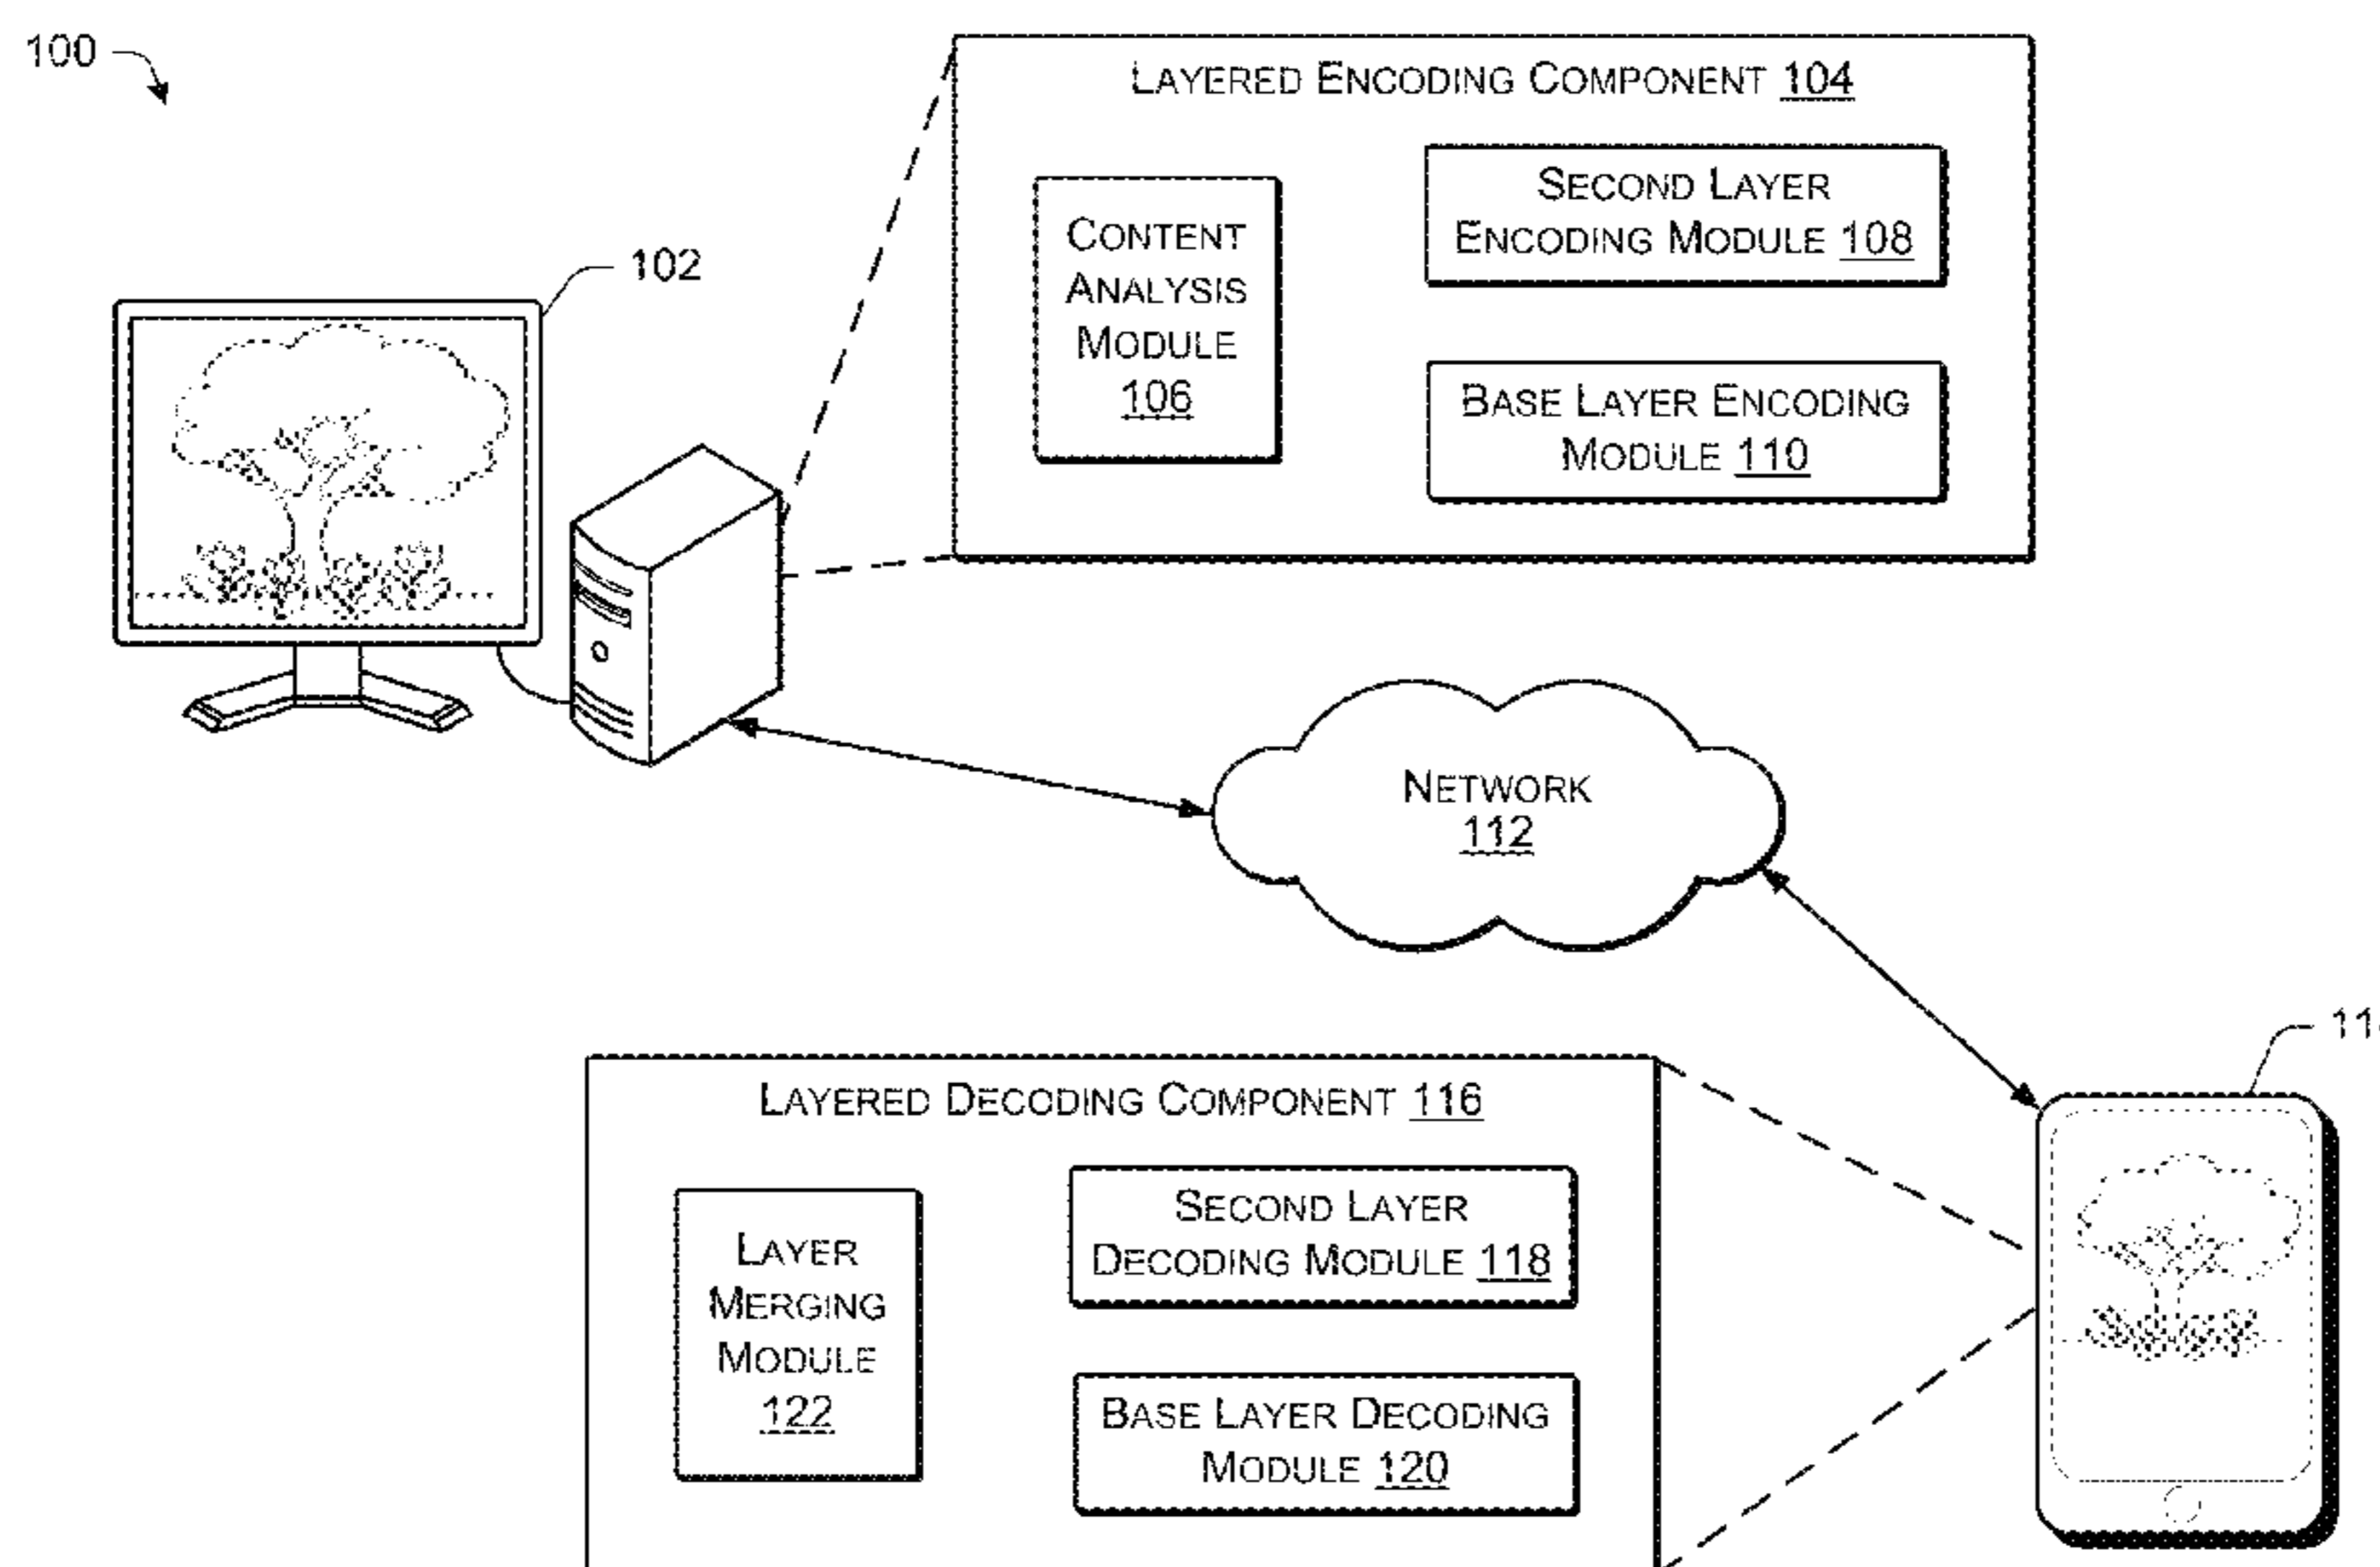 100
LAYERED ENCODING COMPONENT 104
102
CONTENT
ANALYSIS
MODULE
106
SECOND LAYER
ENCODING MODULE 108
BASE LAYER ENCODING
MODULE 110
NETWORK
112
LAYERED DECODING COMPONENT 116
LAYER
MERGING
MODULE
122
SECOND LAYER
DECODING MODULE 118
BASE LAYER DECODING
MODULE 120